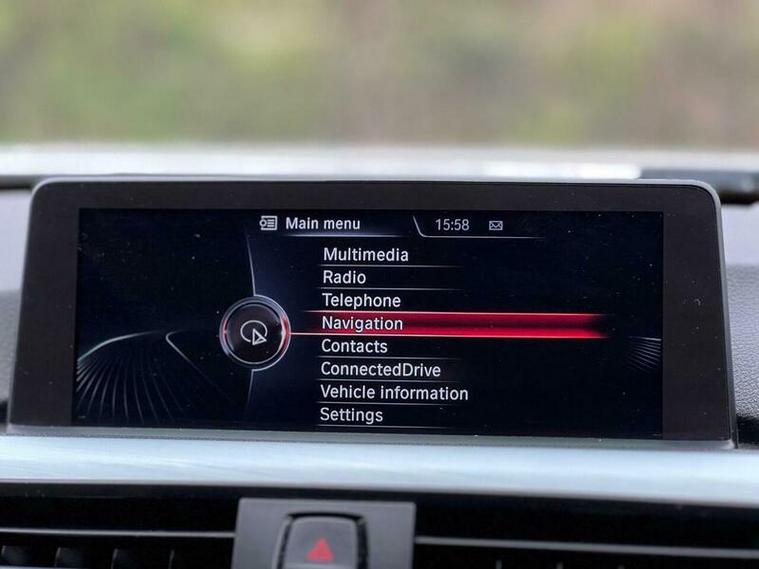 Main menu 15:58
Multimedia
Radio
Telephone
Navigation
Contacts
ConnectedDrive
Vehicle information
Settings